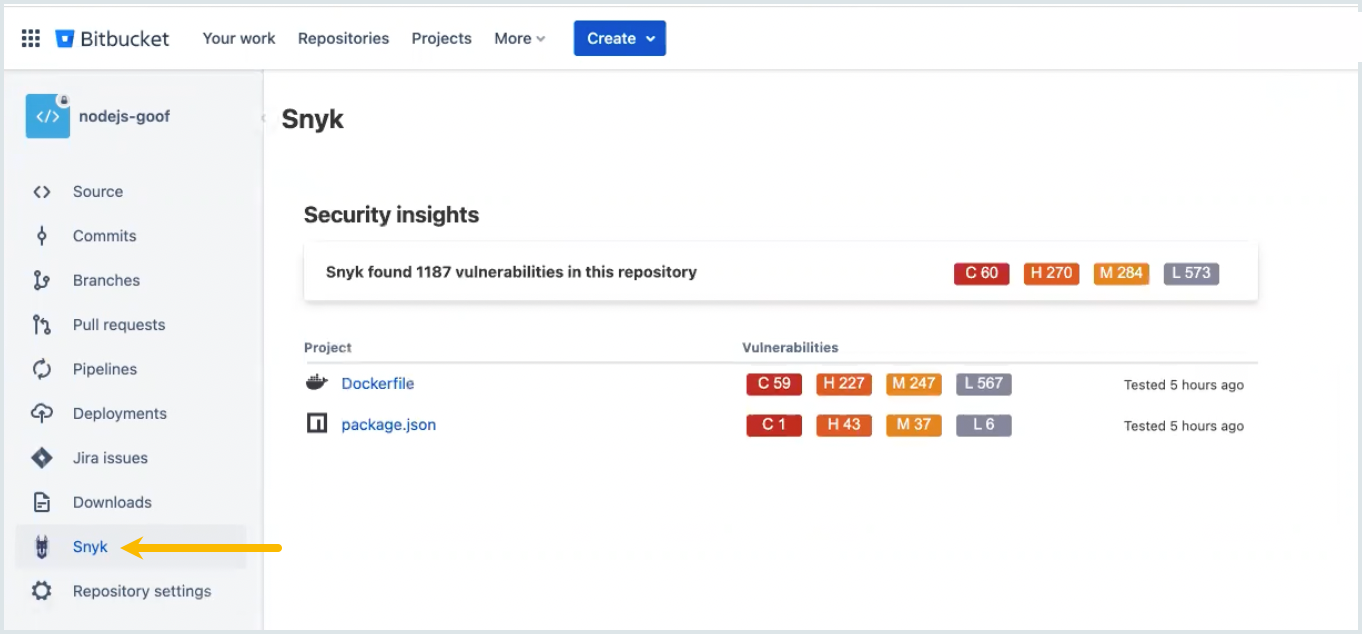 Bitbucket Your work Repositories Projects More Create
</> nodejs-goof
Snyk
Source
Commits
Branches
Pull requests
Pipelines
Deployments
Jira issues
Downloads
Snyk
Repository settings
Security insights
Snyk found 1187 vulnerabilities in this repository C 60 H 270 M 284 L 573
Project Vulnerabilities
Dockerfile C 59 H 227 M 247 L 567 Tested 5 hours ago
package.json C 1 H 43 M 37 L 6 Tested 5 hours ago